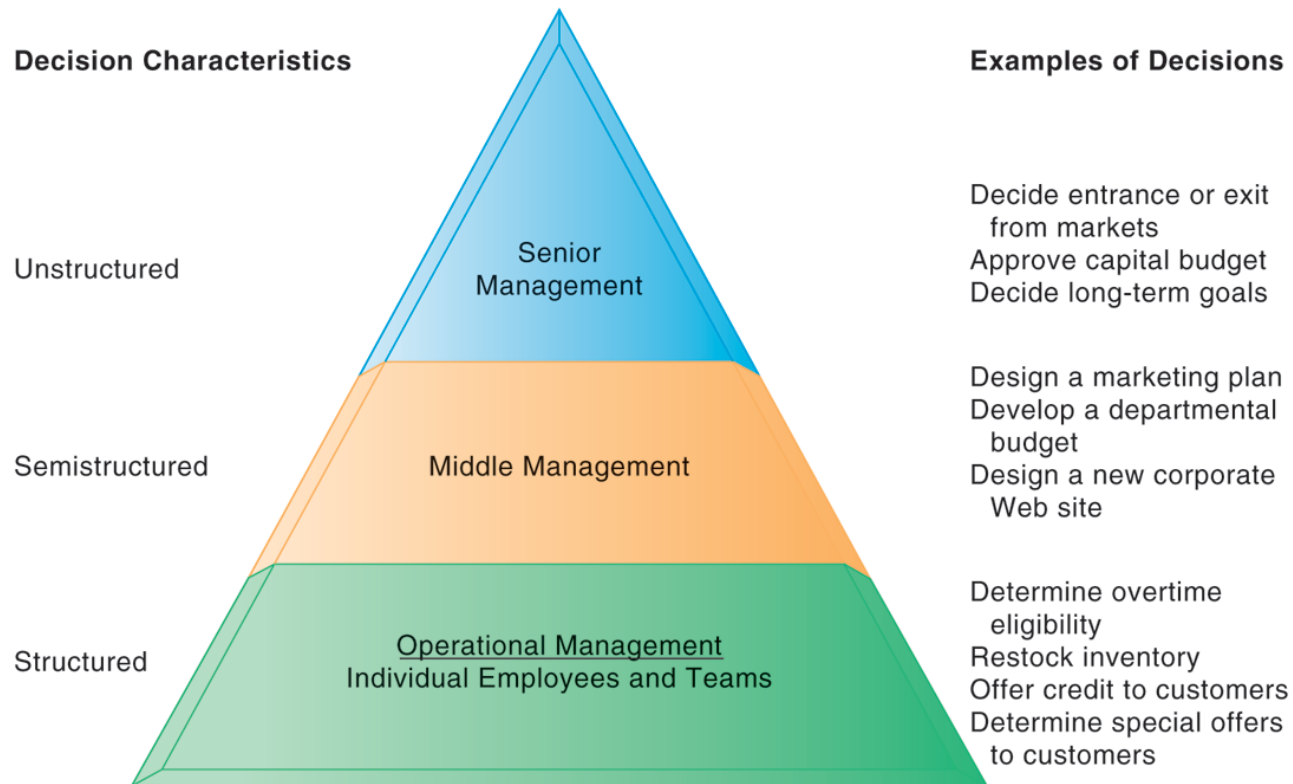 Decision Characteristics
Examples of Decisions
Unstructured
Senior
Management
Decide entrance or exit
from markets
Approve capital budget
Decide long-term goals
Semistructured
Middle Management
Design a marketing plan
Develop a departmental
budget
Design a new corporate
Web site
Structured
Operational Management
Individual Employees and Teams
Determine overtime
eligibility
Restock inventory
Offer credit to customers
Determine special offers
to customers